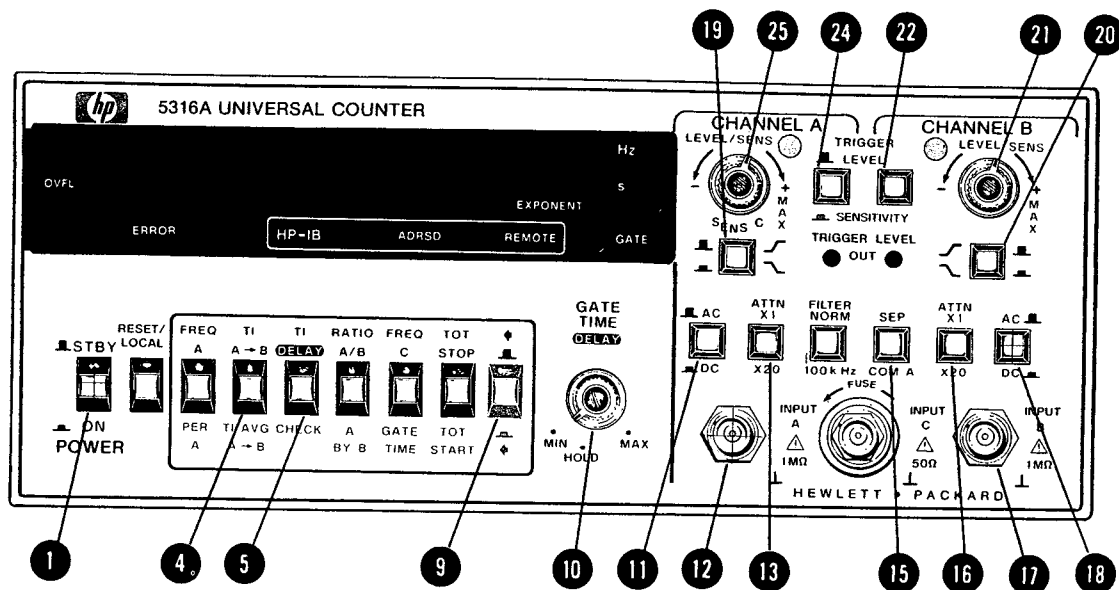 19 25 24 22 21 20
hp 5316A UNIVERSAL COUNTER
CHANNEL A CHANNEL B
LEVEL/SENS TRIGGER LEVEL LEVEL SENS
Hz
OVFL s
- + MAX - + MAX
EXPONENT
SENS C SENSITIVITY
ERROR HP-IB ADRSD REMOTE GATE
TRIGGER LEVEL
OUT
GATE
TIME
DELAY
AC ATTN X1 FILTER NORM SEP ATTN X1 AC
STBY RESET/LOCAL FREQ A TI A→B TI DELAY RATIO A/B FREQ C TOT STOP
DC X20 100kHz COM A X20 DC
FUSE
ON
POWER
PER A TI AVG A→B CHECK A BY B GATE TIME TOT START
MIN HOLD MAX
INPUT A 1MΩ INPUT C 50Ω INPUT B 1MΩ
HEWLETT • PACKARD
1 4 5 9 10 11 12 13 15 16 17 18